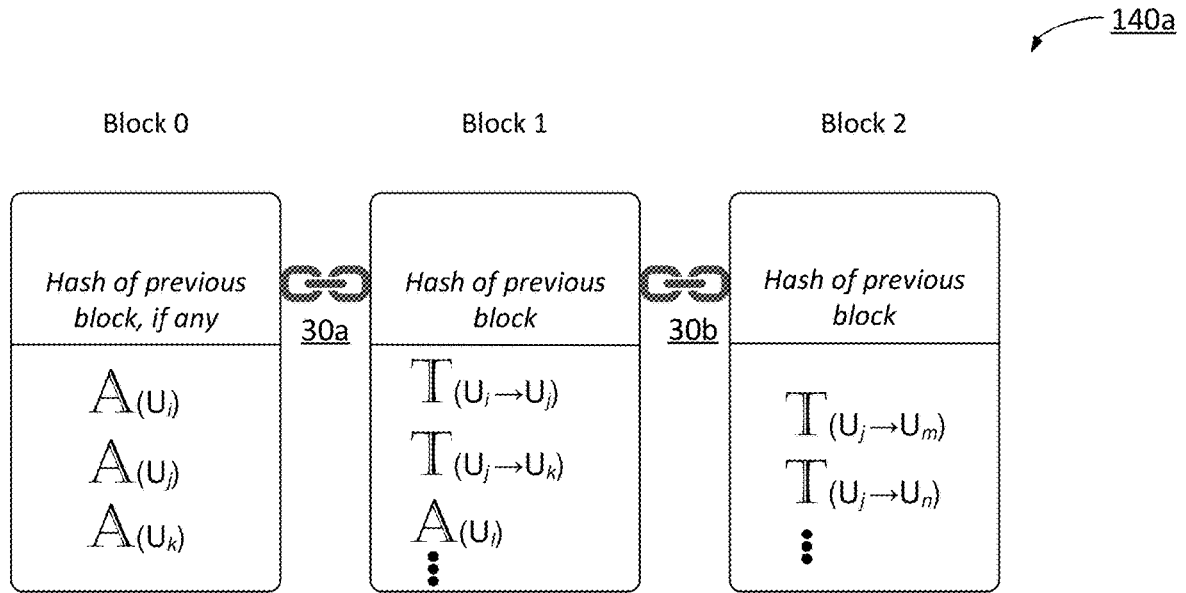 140a
Block 0
Block 1
Block 2
Hash of previous
block, if any
30a
𝔸(Uᵢ)
𝔸(Uⱼ)
𝔸(Uₖ)
Hash of previous
block
30b
𝕋(Uᵢ→Uⱼ)
𝕋(Uⱼ→Uₖ)
𝔸(Uₗ)
Hash of previous
block
𝕋(Uⱼ→Uₘ)
𝕋(Uⱼ→Uₙ)